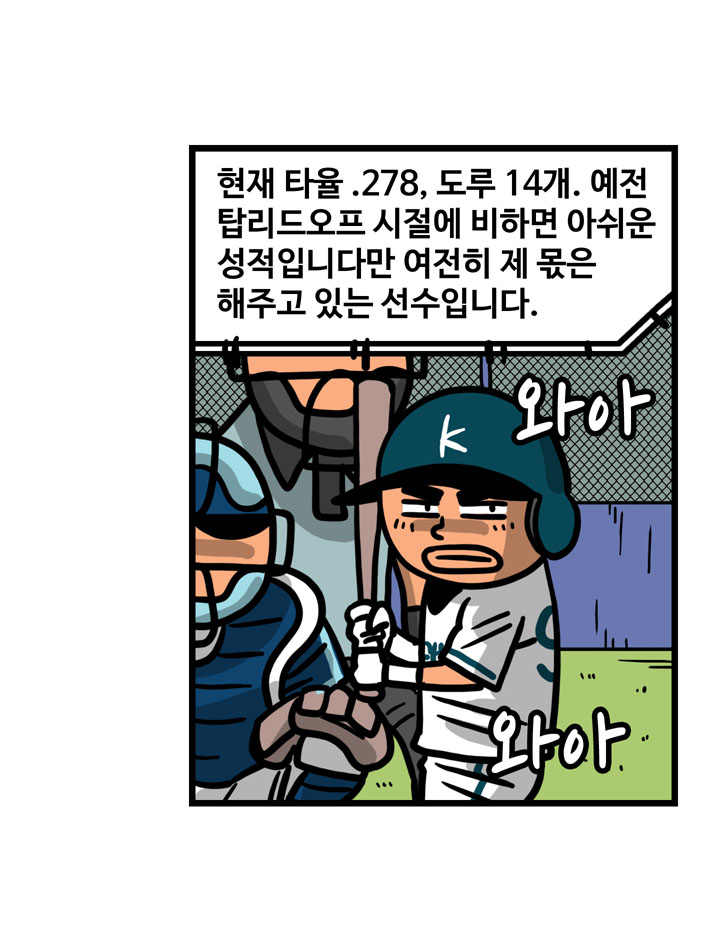 현재 타율 .278, 도루 14개. 예전
탑리드오프 시절에 비하면 아쉬운
성적입니다만 여전히 제 몫은
해주고 있는 선수입니다.
와아
K
와아